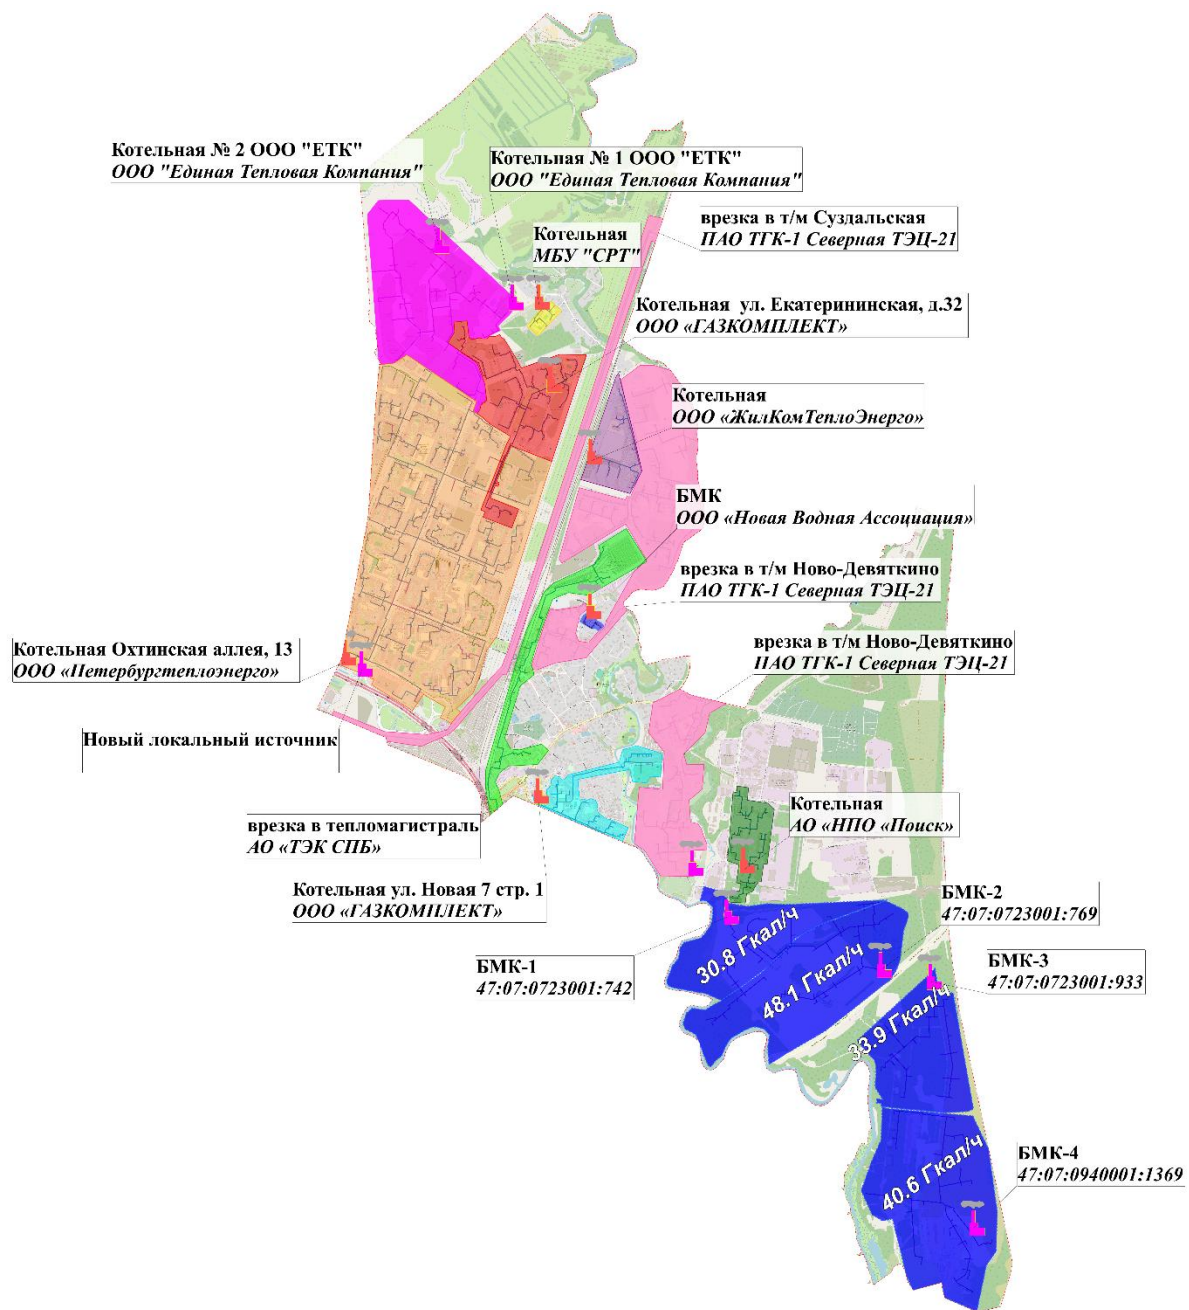 Котельная № 2 ООО "ЕТК"
ООО "Единая Тепловая Компания"
Котельная № 1 ООО "ЕТК"
ООО "Единая Тепловая Компания"
врезка в т/м Суздальская
ПАО ТГК-1 Северная ТЭЦ-21
Котельная
МБУ "СРТ"
Котельная ул. Екатерининская, д.32
ООО «ГАЗКОМПЛЕКТ»
Котельная
ООО «ЖилКомТеплоЭнерго»
БМК
ООО «Новая Водная Ассоциация»
врезка в т/м Ново-Девяткино
ПАО ТГК-1 Северная ТЭЦ-21
врезка в т/м Ново-Девяткино
ПАО ТГК-1 Северная ТЭЦ-21
Котельная Охтинская аллея, 13
ООО «Петербургтеплоэнерго»
Новый локальный источник
врезка в тепломагистраль
АО «ТЭК СПБ»
Котельная
АО «НПО «Поиск»
Котельная ул. Новая 7 стр. 1
ООО «ГАЗКОМПЛЕКТ»
БМК-2
47:07:0723001:769
БМК-1
47:07:0723001:742
БМК-3
47:07:0723001:933
30.8 Гкал/ч
48.1 Гкал/ч
33.9 Гкал/ч
40.6 Гкал/ч
БМК-4
47:07:0940001:1369